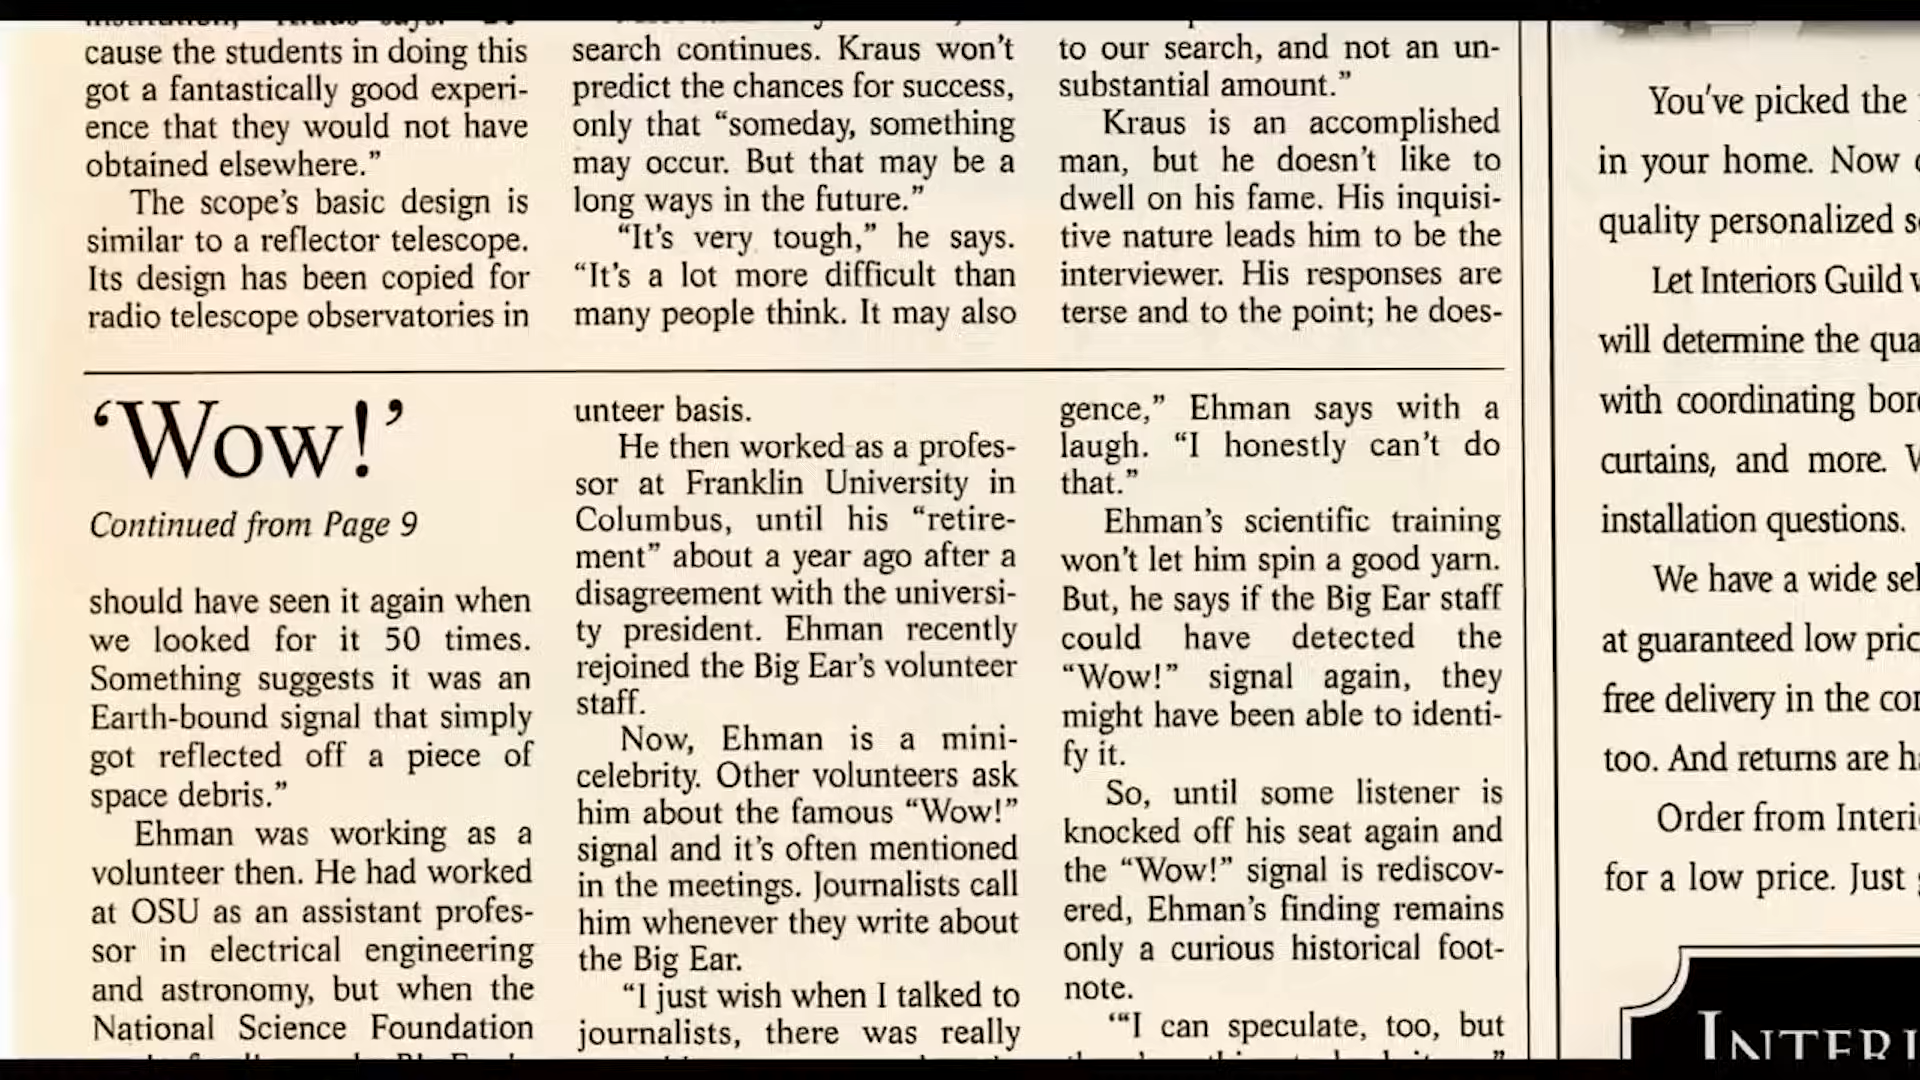 cause the students in doing this
got a fantastically good experi-
ence that they would not have
obtained elsewhere.”
The scope’s basic design is
similar to a reflector telescope.
Its design has been copied for
radio telescope observatories in
search continues. Kraus won’t
predict the chances for success,
only that “someday, something
may occur. But that may be a
long ways in the future.”
“It’s very tough,” he says.
“It’s a lot more difficult than
many people think. It may also
to our search, and not an un-
substantial amount.”
Kraus is an accomplished
man, but he doesn’t like to
dwell on his fame. His inquisi-
tive nature leads him to be the
interviewer. His responses are
terse and to the point; he does-
‘Wow!’
Continued from Page 9
should have seen it again when
we looked for it 50 times.
Something suggests it was an
Earth-bound signal that simply
got reflected off a piece of
space debris.”
Ehman was working as a
volunteer then. He had worked
at OSU as an assistant profes-
sor in electrical engineering
and astronomy, but when the
National Science Foundation
unteer basis.
He then worked as a profes-
sor at Franklin University in
Columbus, until his “retire-
ment” about a year ago after a
disagreement with the universi-
ty president. Ehman recently
rejoined the Big Ear’s volunteer
staff.
Now, Ehman is a mini-
celebrity. Other volunteers ask
him about the famous “Wow!”
signal and it’s often mentioned
in the meetings. Journalists call
him whenever they write about
the Big Ear.
“I just wish when I talked to
journalists, there was really
gence,” Ehman says with a
laugh. “I honestly can’t do
that.”
Ehman’s scientific training
won’t let him spin a good yarn.
But, he says if the Big Ear staff
could have detected the
“Wow!” signal again, they
might have been able to identi-
fy it.
So, until some listener is
knocked off his seat again and
the “Wow!” signal is rediscov-
ered, Ehman’s finding remains
only a curious historical foot-
note.
“‘I can speculate, too, but
You’ve picked the
in your home. Now
quality personalized
Let Interiors Guild
will determine the
with coordinating
curtains, and more.
installation questions.
We have a wide
at guaranteed low
free delivery in the
too. And returns are
Order from
for a low price. Just